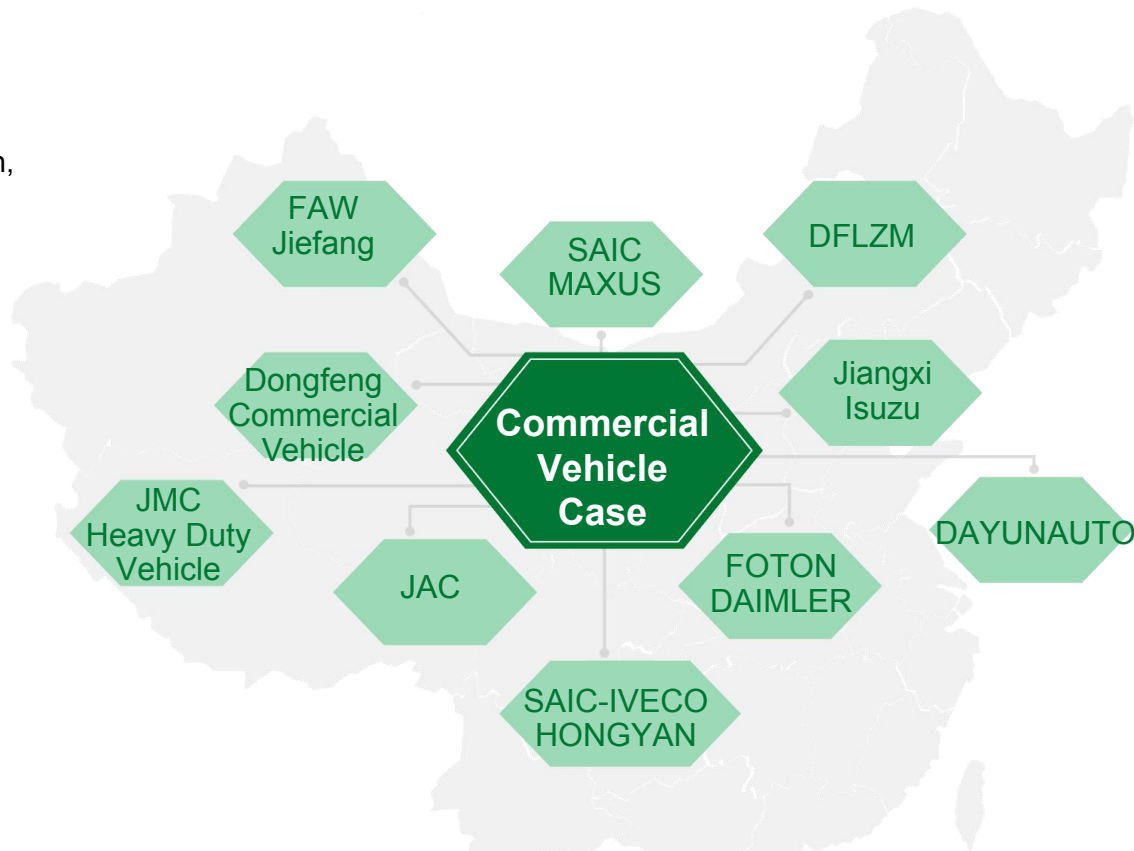 n,
FAW
Jiefang
SAIC
MAXUS
DFLZM
Dongfeng
Commercial
Vehicle
Commercial
Vehicle
Case
Jiangxi
Isuzu
JMC
Heavy Duty
Vehicle
JAC
FOTON
DAIMLER
DAYUNAUTO
SAIC-IVECO
HONGYAN